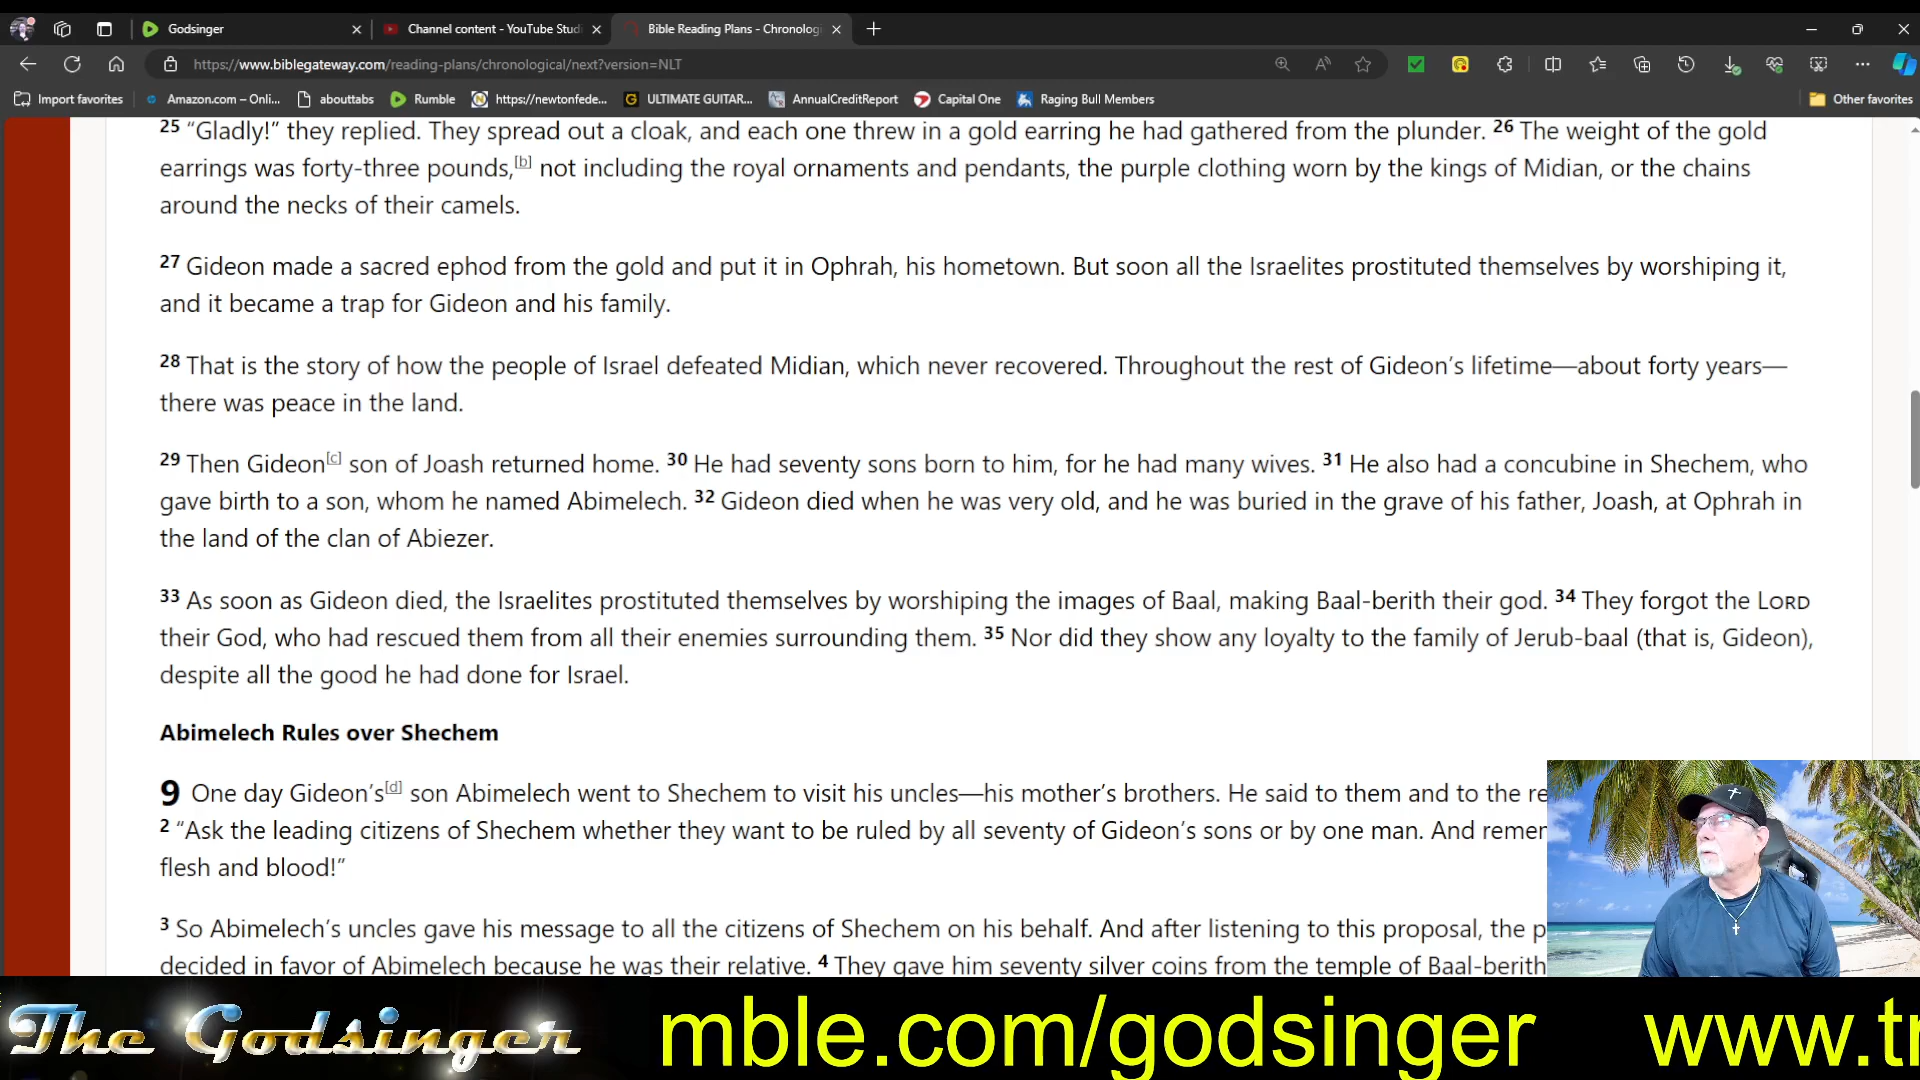 Godsinger
Channel content - YouTube Stud
Bible Reading Plans - Chronolog
https://www.biblegateway.com/reading-plans/chronological/next?version=NLT
Import favorites
Amazon.com – Onli...
abouttabs
Rumble
https://newtonfede...
ULTIMATE GUITAR...
AnnualCreditReport
Capital One
Raging Bull Members
Other favorites
25 “Gladly!” they replied. They spread out a cloak, and each one threw in a gold earring he had gathered from the plunder. 26 The weight of the gold
earrings was forty-three pounds,[b] not including the royal ornaments and pendants, the purple clothing worn by the kings of Midian, or the chains
around the necks of their camels.
27 Gideon made a sacred ephod from the gold and put it in Ophrah, his hometown. But soon all the Israelites prostituted themselves by worshiping it,
and it became a trap for Gideon and his family.
28 That is the story of how the people of Israel defeated Midian, which never recovered. Throughout the rest of Gideon’s lifetime—about forty years—
there was peace in the land.
29 Then Gideon[c] son of Joash returned home. 30 He had seventy sons born to him, for he had many wives. 31 He also had a concubine in Shechem, who
gave birth to a son, whom he named Abimelech. 32 Gideon died when he was very old, and he was buried in the grave of his father, Joash, at Ophrah in
the land of the clan of Abiezer.
33 As soon as Gideon died, the Israelites prostituted themselves by worshiping the images of Baal, making Baal-berith their god. 34 They forgot the LORD
their God, who had rescued them from all their enemies surrounding them. 35 Nor did they show any loyalty to the family of Jerub-baal (that is, Gideon),
despite all the good he had done for Israel.
Abimelech Rules over Shechem
9 One day Gideon’s[d] son Abimelech went to Shechem to visit his uncles—his mother’s brothers. He said to them and to the re
2 “Ask the leading citizens of Shechem whether they want to be ruled by all seventy of Gideon’s sons or by one man. And remem
flesh and blood!”
3 So Abimelech’s uncles gave his message to all the citizens of Shechem on his behalf. And after listening to this proposal, the p
decided in favor of Abimelech because he was their relative. 4 They gave him seventy silver coins from the temple of Baal-berith
The Godsinger
mble.com/godsinger
www.tr